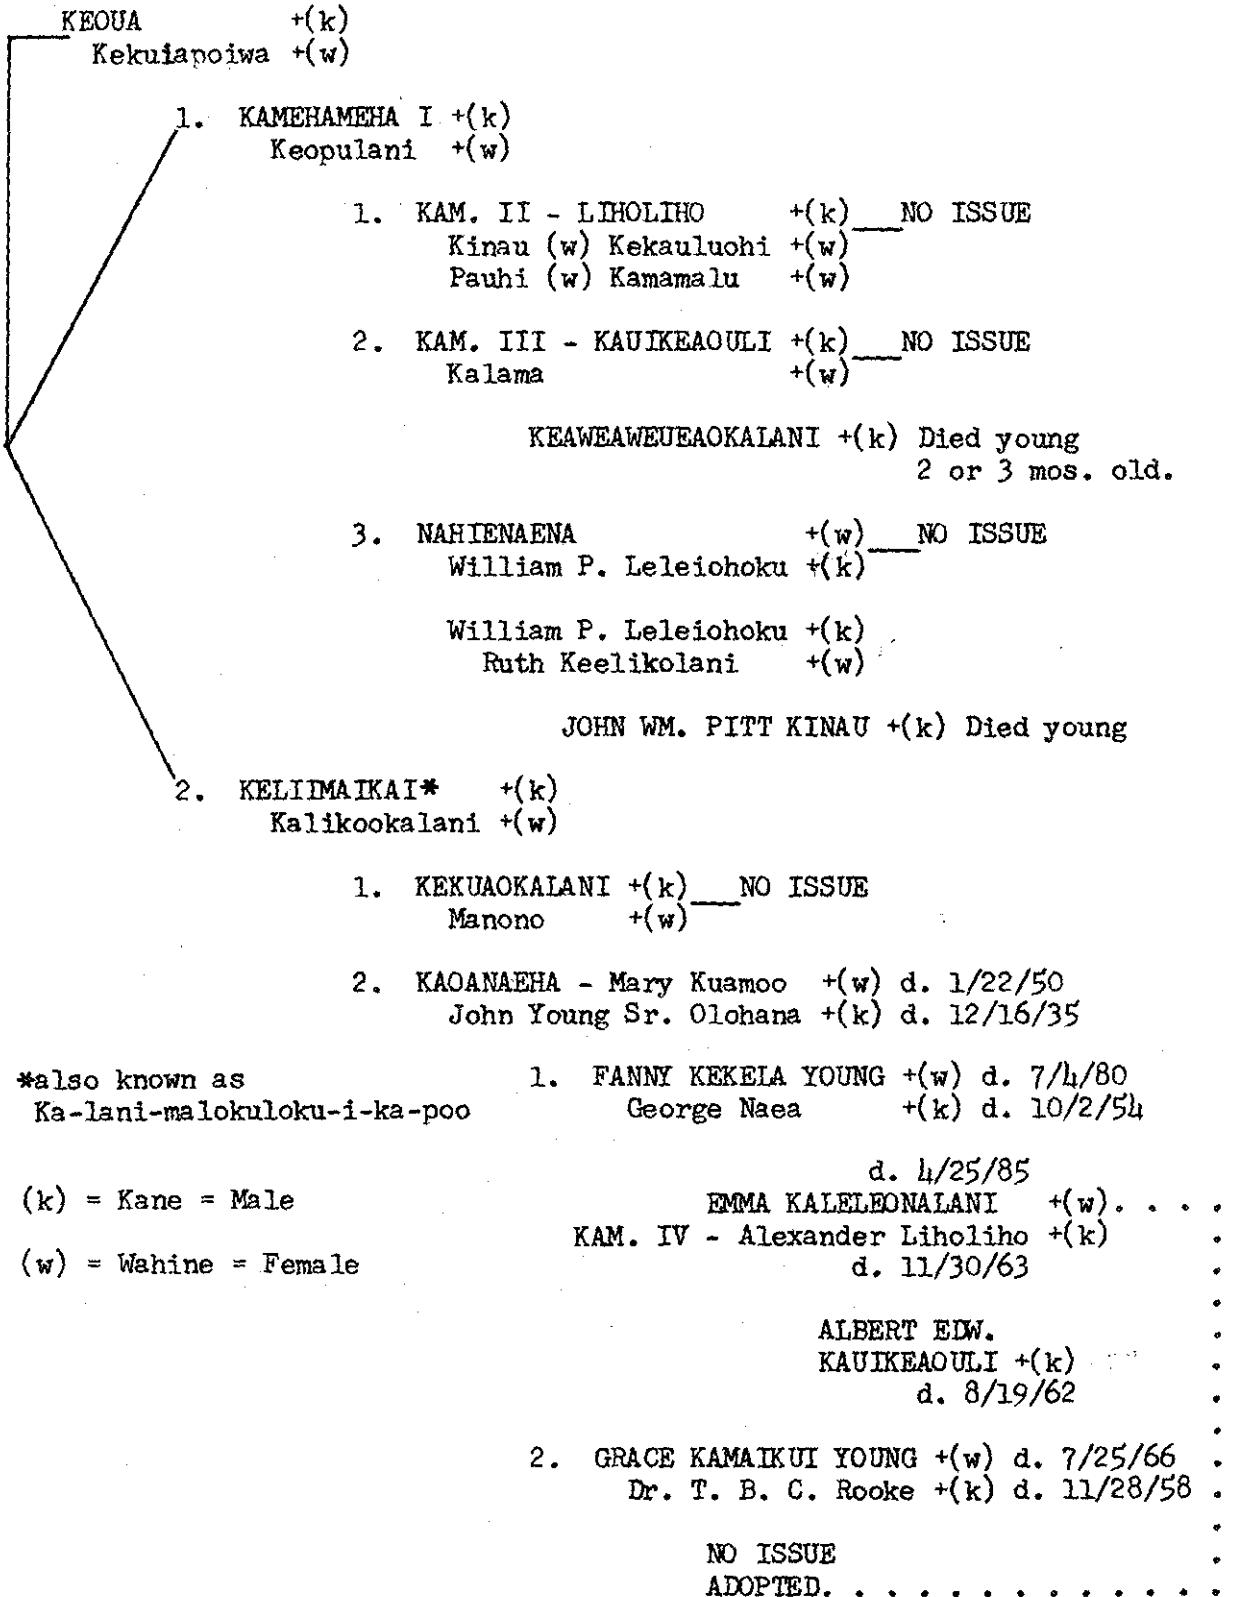 KEOUA +(k)
Kekuiapoiwa +(w)
1. KAMEHAMEHA I +(k)
Keopulani +(w)
1. KAM. II - LIHOLIHO +(k)___NO ISSUE
Kinau (w) Kekauluohi +(w)
Pauhi (w) Kamamalu +(w)
2. KAM. III - KAUIKEAOULI +(k)___NO ISSUE
Kalama +(w)
KEAWEAWEUEAOKALANI +(k) Died young
2 or 3 mos. old.
3. NAHIENAENA +(w)___NO ISSUE
William P. Leleiohoku +(k)
William P. Leleiohoku +(k)
Ruth Keelikolani +(w)
JOHN WM. PITT KINAU +(k) Died young
2. KELIIMAIKAI* +(k)
Kalikookalani +(w)
1. KEKUAOKALANI +(k)___NO ISSUE
Manono +(w)
2. KAOANAEHA - Mary Kuamoo +(w) d. 1/22/50
John Young Sr. Olohana +(k) d. 12/16/35
*also known as
Ka-lani-malokuloku-i-ka-poo
1. FANNY KEKELA YOUNG +(w) d. 7/4/80
George Naea +(k) d. 10/2/54
(k) = Kane = Male
(w) = Wahine = Female
d. 4/25/85
EMMA KALELEONALANI +(w). . . .
KAM. IV - Alexander Liholiho +(k)
d. 11/30/63
ALBERT EDW.
KAUIKEAOULI +(k)
d. 8/19/62
2. GRACE KAMAIKUI YOUNG +(w) d. 7/25/66
Dr. T. B. C. Rooke +(k) d. 11/28/58
NO ISSUE
ADOPTED. . . . . . . . . . . . .